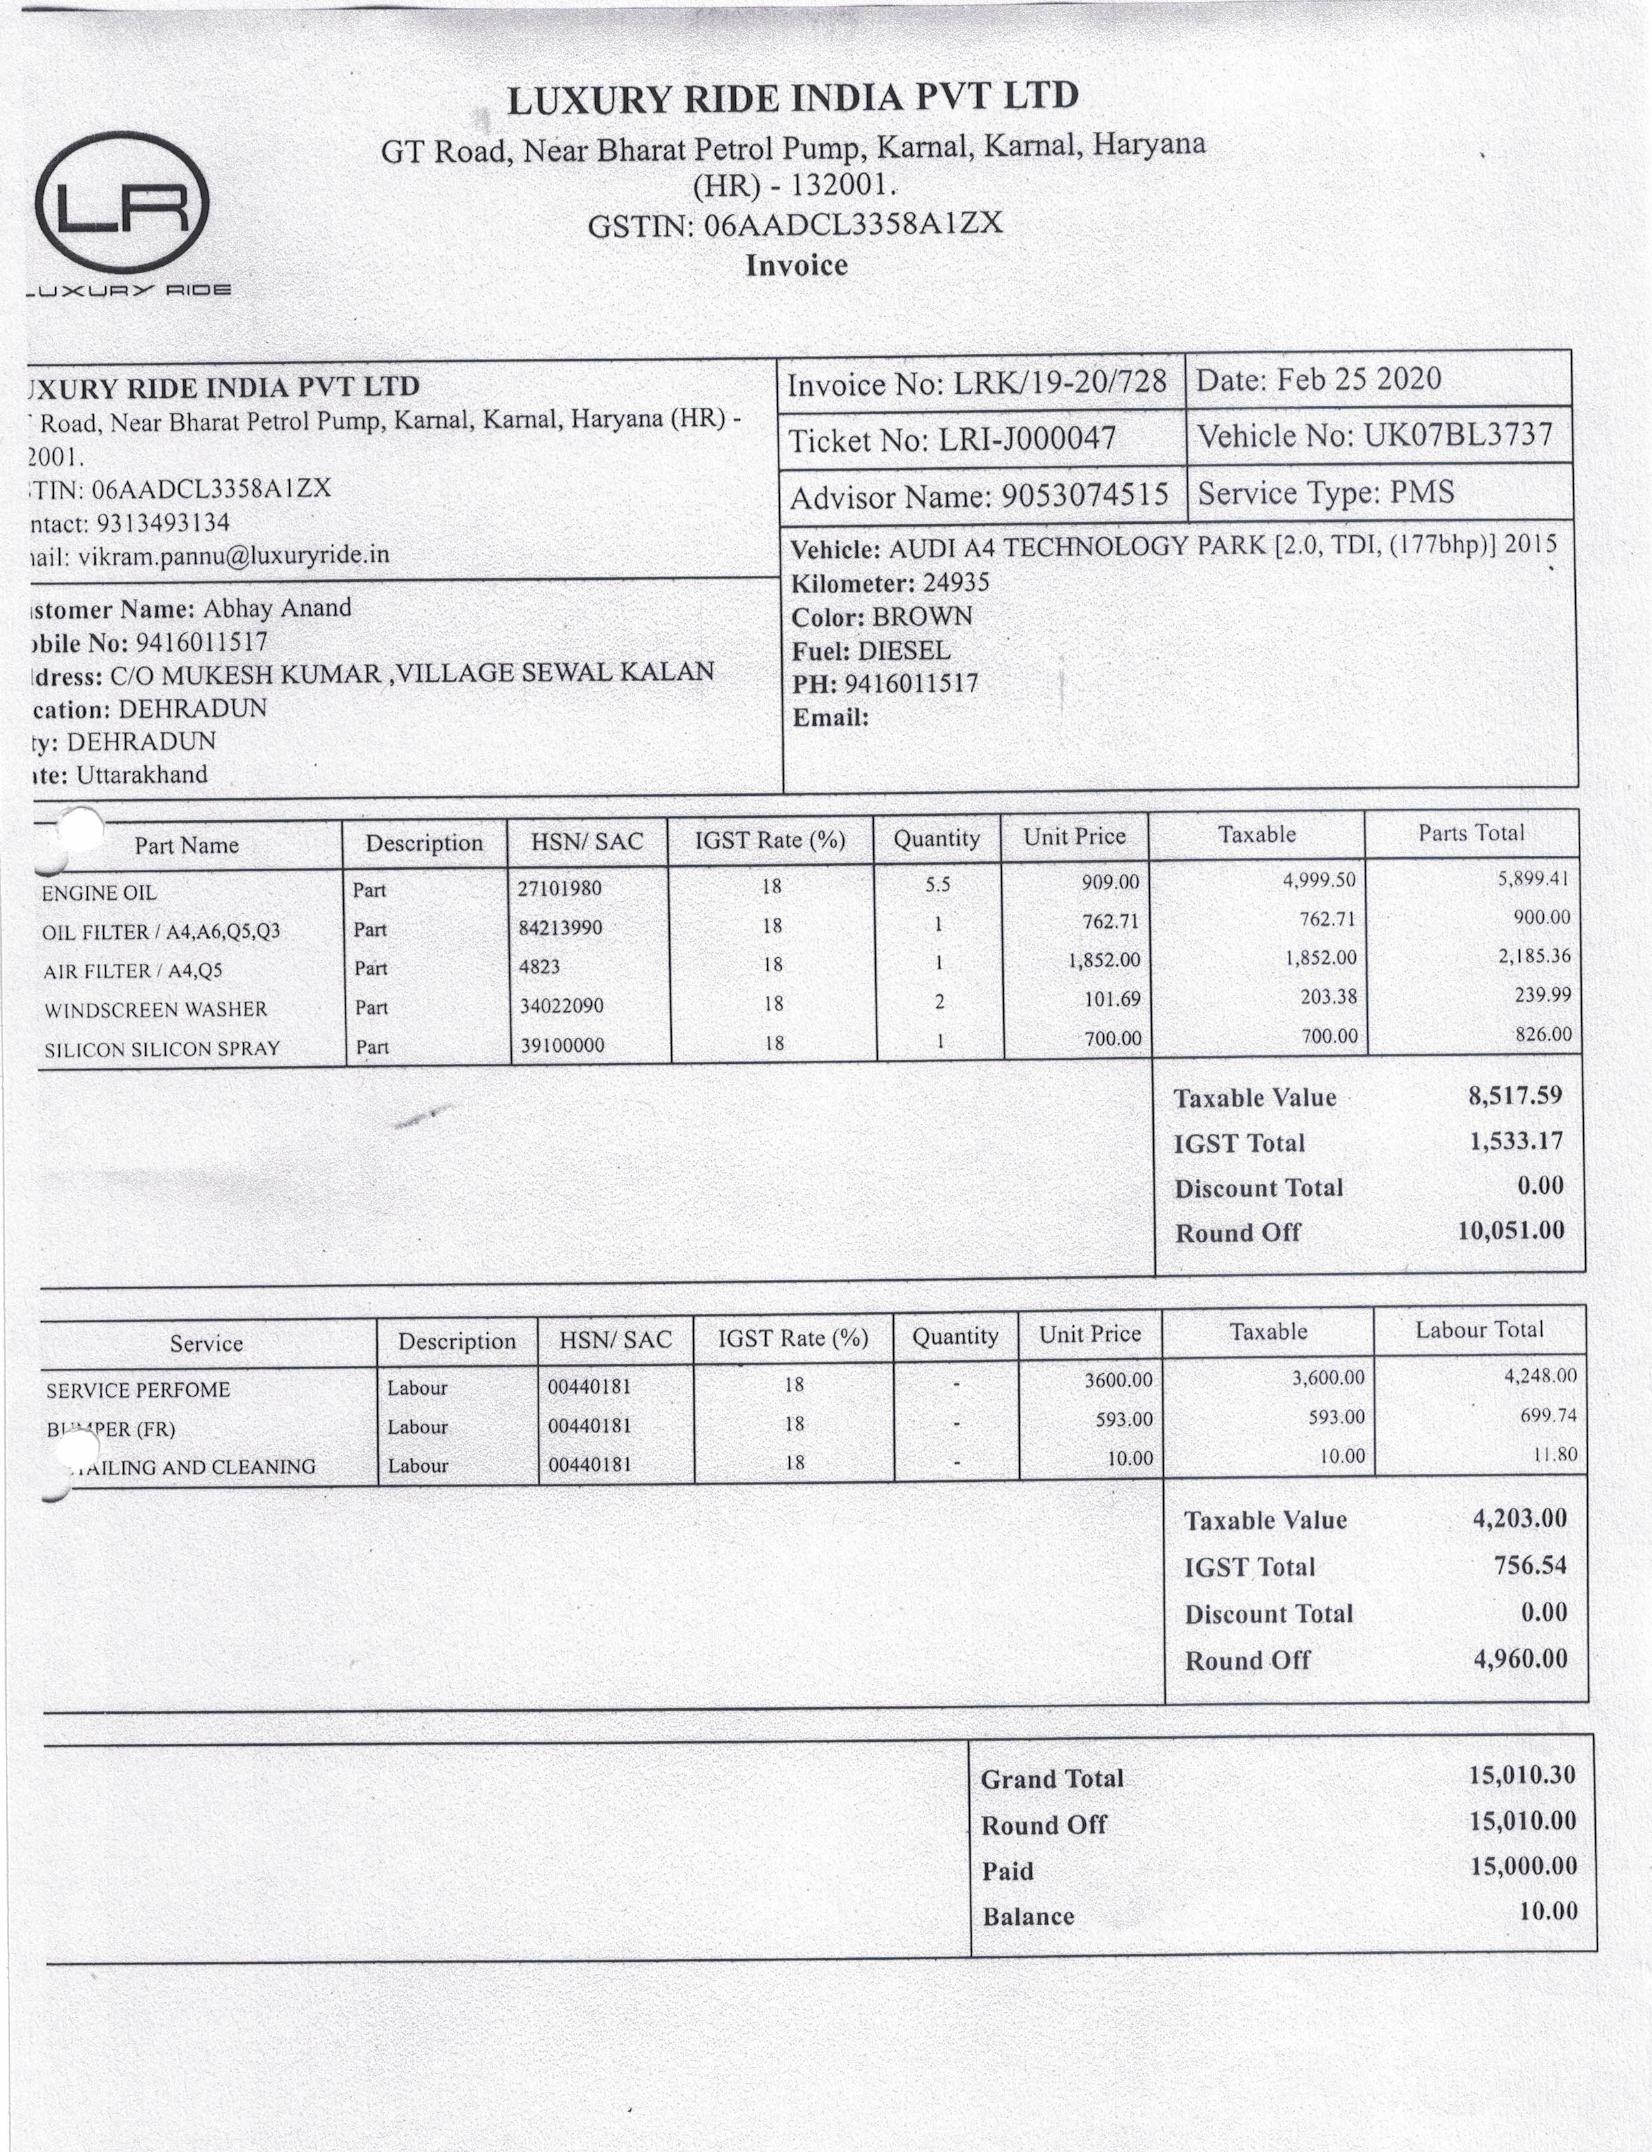 LUXURY RIDE INDIA PVT LTD
GT Road, Near Bharat Petrol Pump, Karnal, Karnal, Haryana
(HR) - 132001.
GSTIN: 06AADCL3358A1ZX
Invoice
LR
LUXURY RIDE
UXURY RIDE INDIA PVT LTD
Road, Near Bharat Petrol Pump, Karnal, Karnal, Haryana (HR) -
2001.
TIN: 06AADCL3358A1ZX
ntact: 9313493134
ail: vikram.pannu@luxuryride.in
Invoice No: LRK/19-20/728 Date: Feb 25 2020
Ticket No: LRI-J000047 Vehicle No: UK07BL3737
Advisor Name: 9053074515 Service Type: PMS
stomer Name: Abhay Anand
bile No: 9416011517
dress: C/O MUKESH KUMAR ,VILLAGE SEWAL KALAN
cation: DEHRADUN
ty: DEHRADUN
te: Uttarakhand
Vehicle: AUDI A4 TECHNOLOGY PARK [2.0, TDI, (177bhp)] 2015
Kilometer: 24935
Color: BROWN
Fuel: DIESEL
PH: 9416011517
Email:
Part Name Description HSN/ SAC IGST Rate (%) Quantity Unit Price Taxable Parts Total
ENGINE OIL Part 27101980 18 5.5 909.00 4,999.50 5,899.41
OIL FILTER / A4,A6,Q5,Q3 Part 84213990 18 1 762.71 762.71 900.00
AIR FILTER / A4,Q5 Part 4823 18 1 1,852.00 1,852.00 2,185.36
WINDSCREEN WASHER Part 34022090 18 2 101.69 203.38 239.99
SILICON SILICON SPRAY Part 39100000 18 1 700.00 700.00 826.00
Taxable Value 8,517.59
IGST Total 1,533.17
Discount Total 0.00
Round Off 10,051.00
Service Description HSN/ SAC IGST Rate (%) Quantity Unit Price Taxable Labour Total
SERVICE PERFOME Labour 00440181 18 - 3600.00 3,600.00 4,248.00
BUMPER (FR) Labour 00440181 18 - 593.00 593.00 699.74
TAILING AND CLEANING Labour 00440181 18 - 10.00 10.00 11.80
Taxable Value 4,203.00
IGST Total 756.54
Discount Total 0.00
Round Off 4,960.00
Grand Total 15,010.30
Round Off 15,010.00
Paid 15,000.00
Balance 10.00